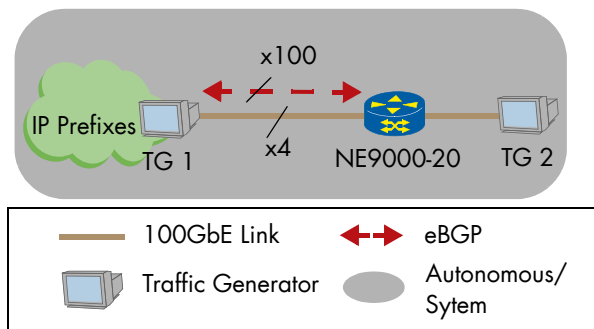 x100
IP Prefixes
x4
TG 1
NE9000-20
TG 2
100GbE Link
eBGP
Traffic Generator
Autonomous/
Sytem